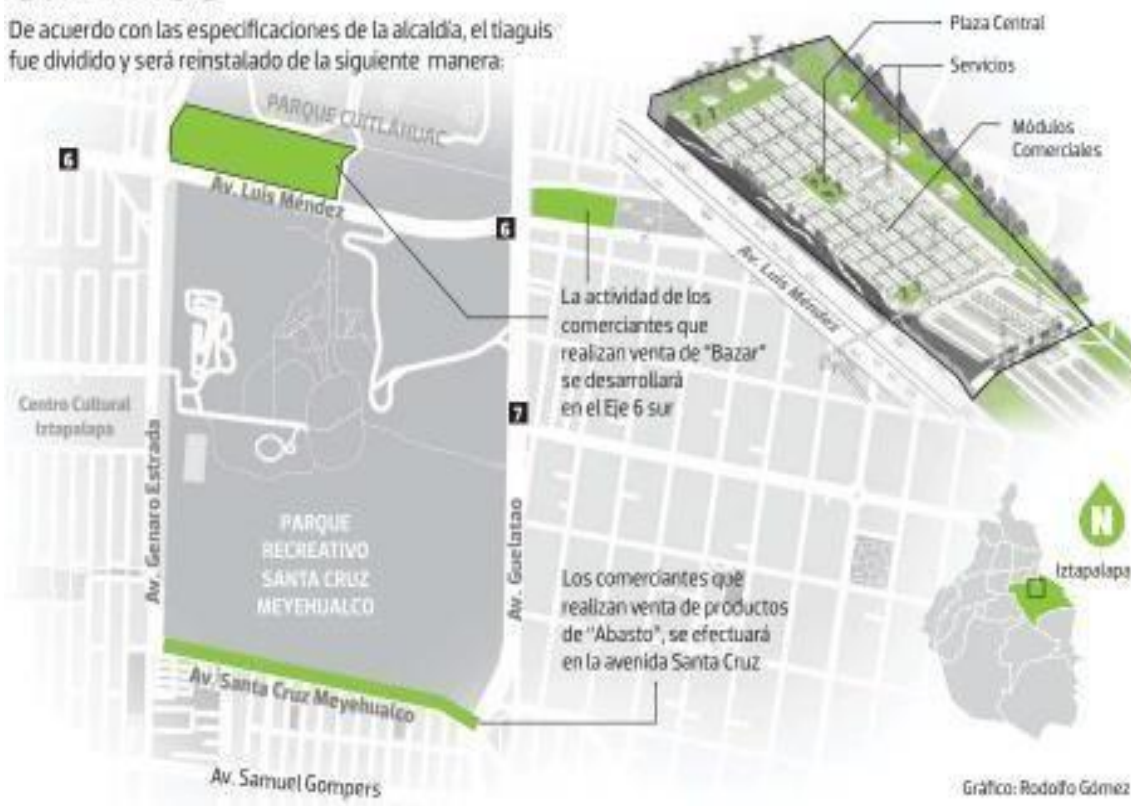 De acuerdo con las especificaciones de la alcaldía, el tiaguis
fue dividido y será reinstalado de la siguiente manera:
Plaza Central
Servicios
Módulos
Comerciales
PARQUE CUITLÁHUAC
6
Av. Luis Méndez
6
Av. Luis Méndez
La actividad de los
comerciantes que
realizan venta de "Bazar"
se desarrollará
en el Eje 6 sur
Centro Cultural
Iztapalapa
7
Av. Genaro Estrada
Av. Guelatao
PARQUE
RECREATIVO
SANTA CRUZ
MEYEHUALCO
N
Iztapalapa
Los comerciantes que
realizan venta de productos
de "Abasto", se efectuará
en la avenida Santa Cruz
Av. Santa Cruz Meyehualco
Av. Samuel Gompers
Gráfico: Rodolfo Gómez